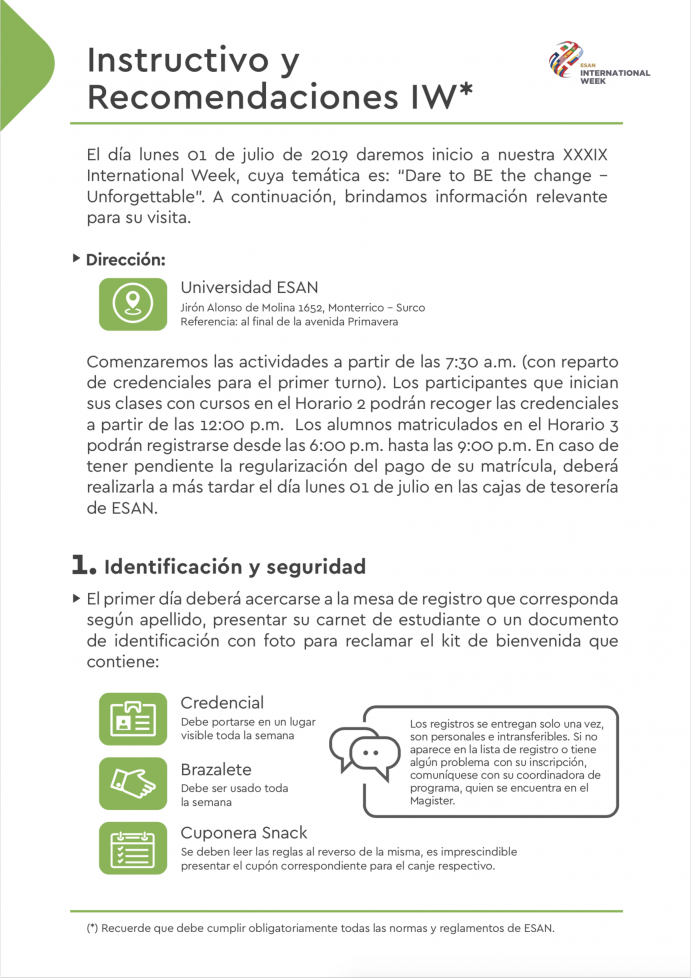 Instructivo y
Recomendaciones IW*
ESAN
INTERNATIONAL
WEEK
El día lunes 01 de julio de 2019 daremos inicio a nuestra XXXIX
International Week, cuya temática es: “Dare to BE the change –
Unforgettable”. A continuación, brindamos información relevante
para su visita.
Dirección:
Universidad ESAN
Jirón Alonso de Molina 1652, Monterrico – Surco
Referencia: al final de la avenida Primavera
Comenzaremos las actividades a partir de las 7:30 a.m. (con reparto
de credenciales para el primer turno). Los participantes que inician
sus clases con cursos en el Horario 2 podrán recoger las credenciales
a partir de las 12:00 p.m. Los alumnos matriculados en el Horario 3
podrán registrarse desde las 6:00 p.m. hasta las 9:00 p.m. En caso de
tener pendiente la regularización del pago de su matrícula, deberá
realizarla a más tardar el día lunes 01 de julio en las cajas de tesorería
de ESAN.
1. Identificación y seguridad
El primer día deberá acercarse a la mesa de registro que corresponda
según apellido, presentar su carnet de estudiante o un documento
de identificación con foto para reclamar el kit de bienvenida que
contiene:
Credencial
Debe portarse en un lugar
visible toda la semana
Brazalete
Debe ser usado toda
la semana
Los registros se entregan solo una vez,
son personales e intransferibles. Si no
aparece en la lista de registro o tiene
algún problema con su inscripción,
comuníquese con su coordinadora de
programa, quien se encuentra en el
Magister.
Cuponera Snack
Se deben leer las reglas al reverso de la misma, es imprescindible
presentar el cupón correspondiente para el canje respectivo.
(*) Recuerde que debe cumplir obligatoriamente todas las normas y reglamentos de ESAN.